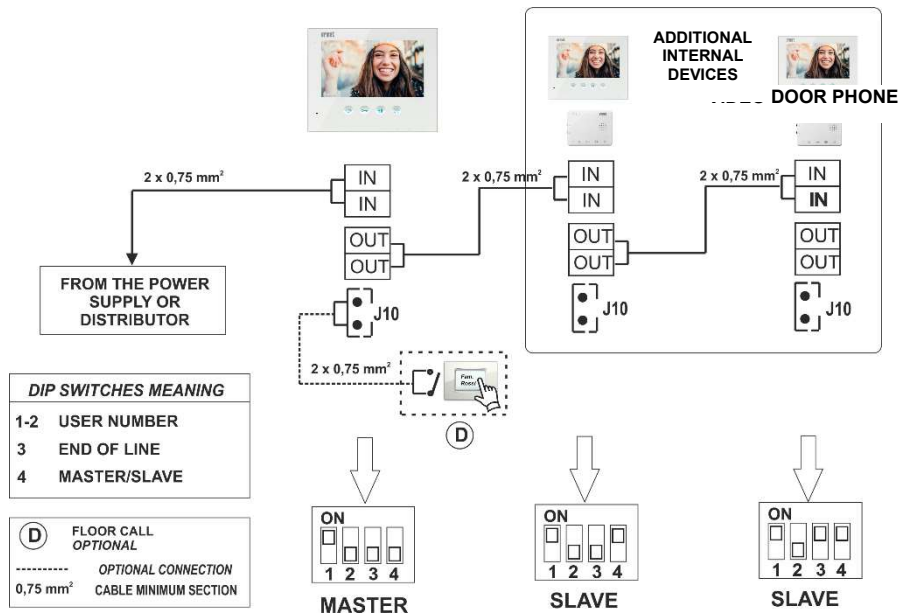 ADDITIONAL
INTERNAL
DEVICES
DOOR PHONE
2 x 0,75 mm²
2 x 0,75 mm²
2 x 0,75 mm²
IN
IN
IN
IN
IN
IN
OUT
OUT
OUT
OUT
OUT
OUT
FROM THE POWER
SUPPLY OR
DISTRIBUTOR
J10
J10
J10
2 x 0,75 mm²
Fam.
Rossi
D
DIP SWITCHES MEANING
1-2 USER NUMBER
3 END OF LINE
4 MASTER/SLAVE
D FLOOR CALL
OPTIONAL
OPTIONAL CONNECTION
0,75 mm² CABLE MINIMUM SECTION
ON
1 2 3 4
MASTER
ON
1 2 3 4
SLAVE
ON
1 2 3 4
SLAVE